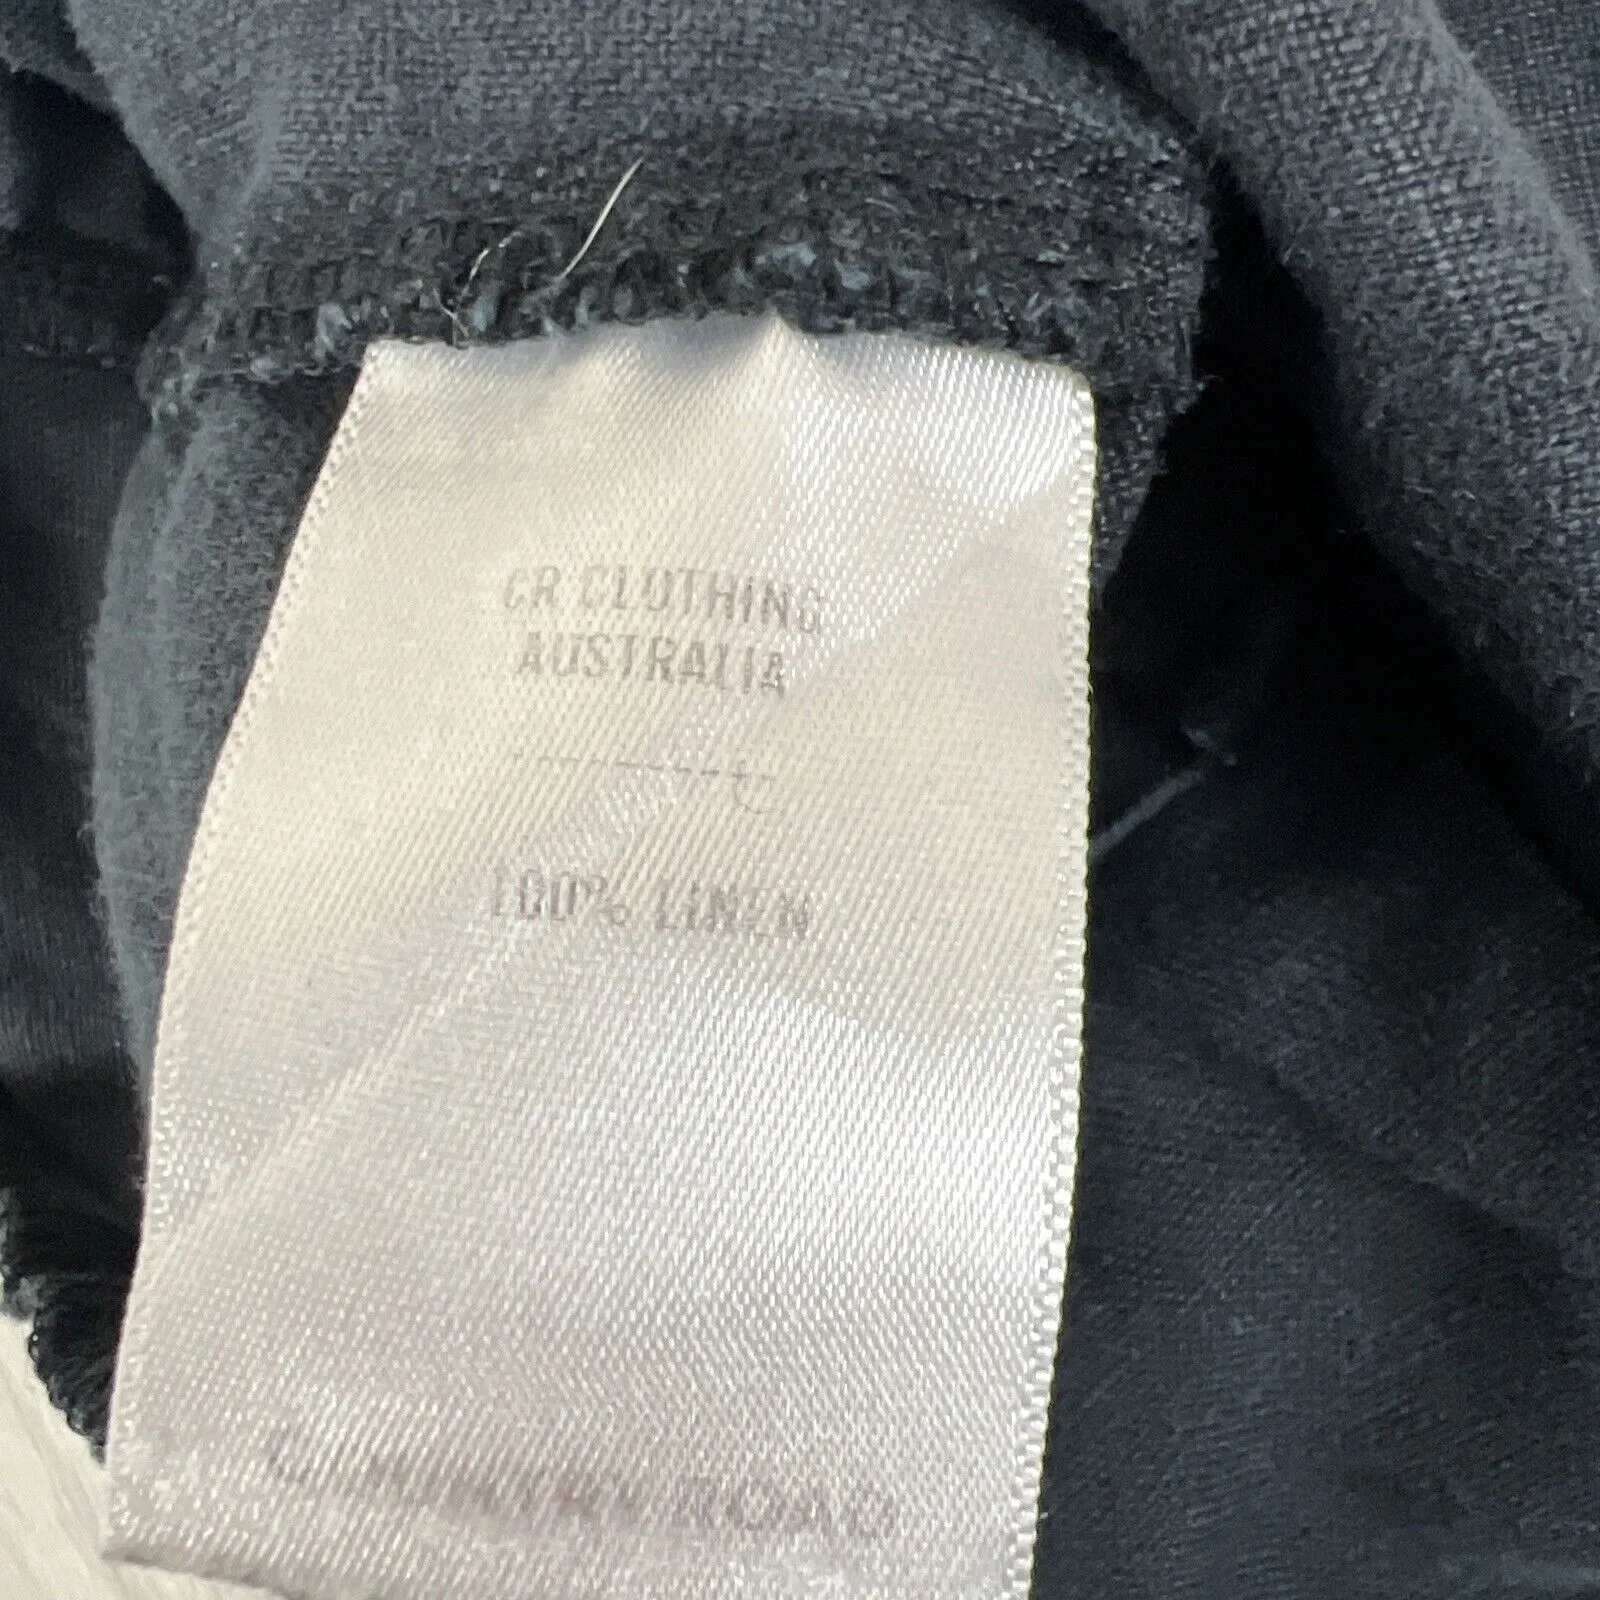 CR CLOTHING
AUSTRALIA
100% LINEN